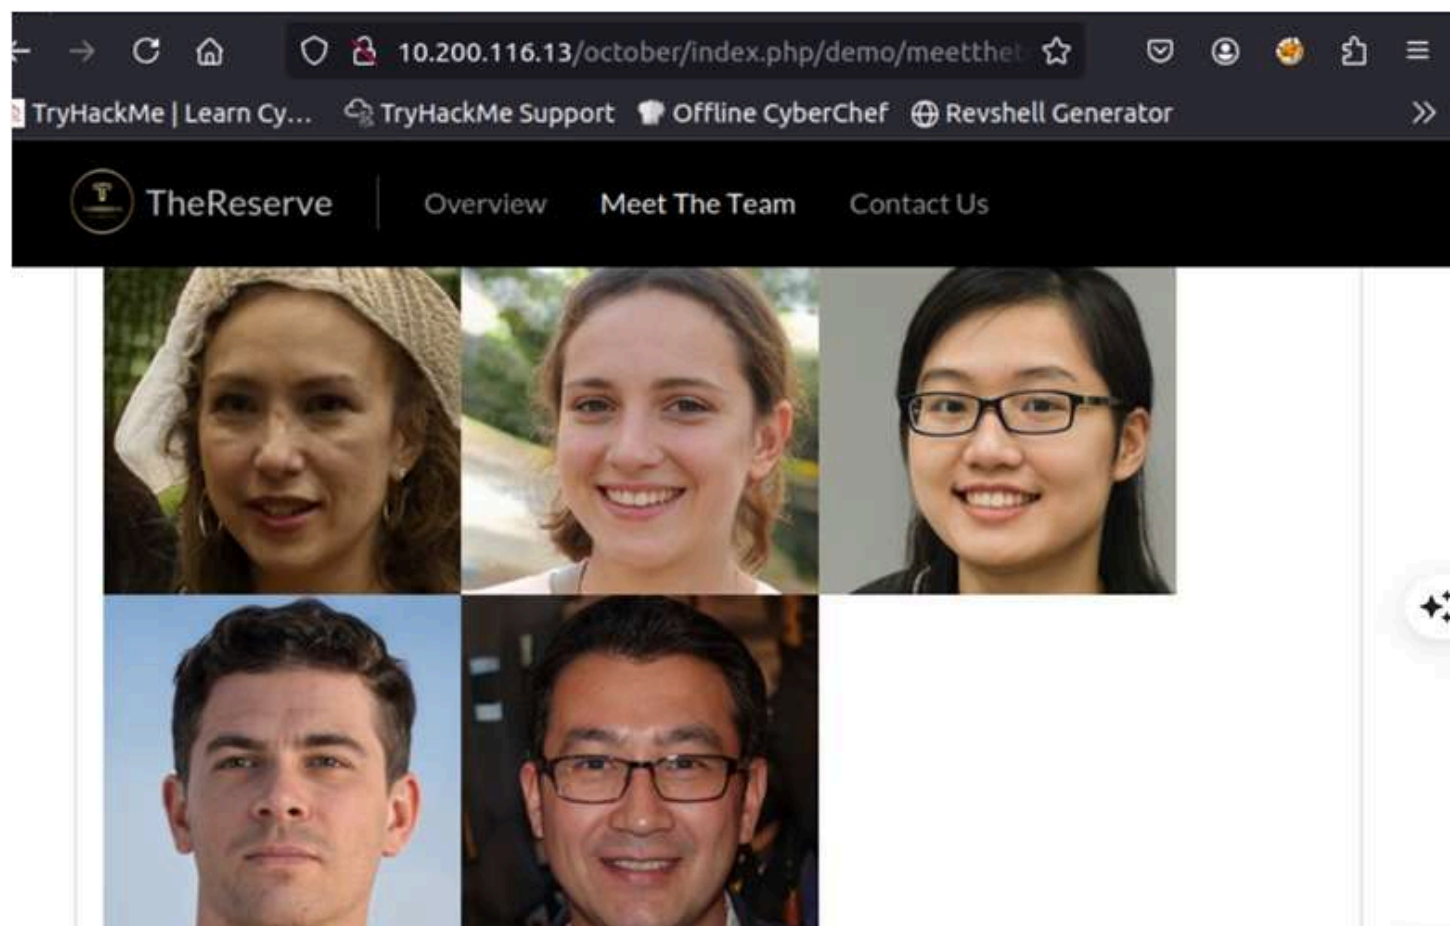 10.200.116.13/october/index.php/demo/meetthet
TryHackMe | Learn Cy... TryHackMe Support Offline CyberChef Revshell Generator
TheReserve Overview Meet The Team Contact Us